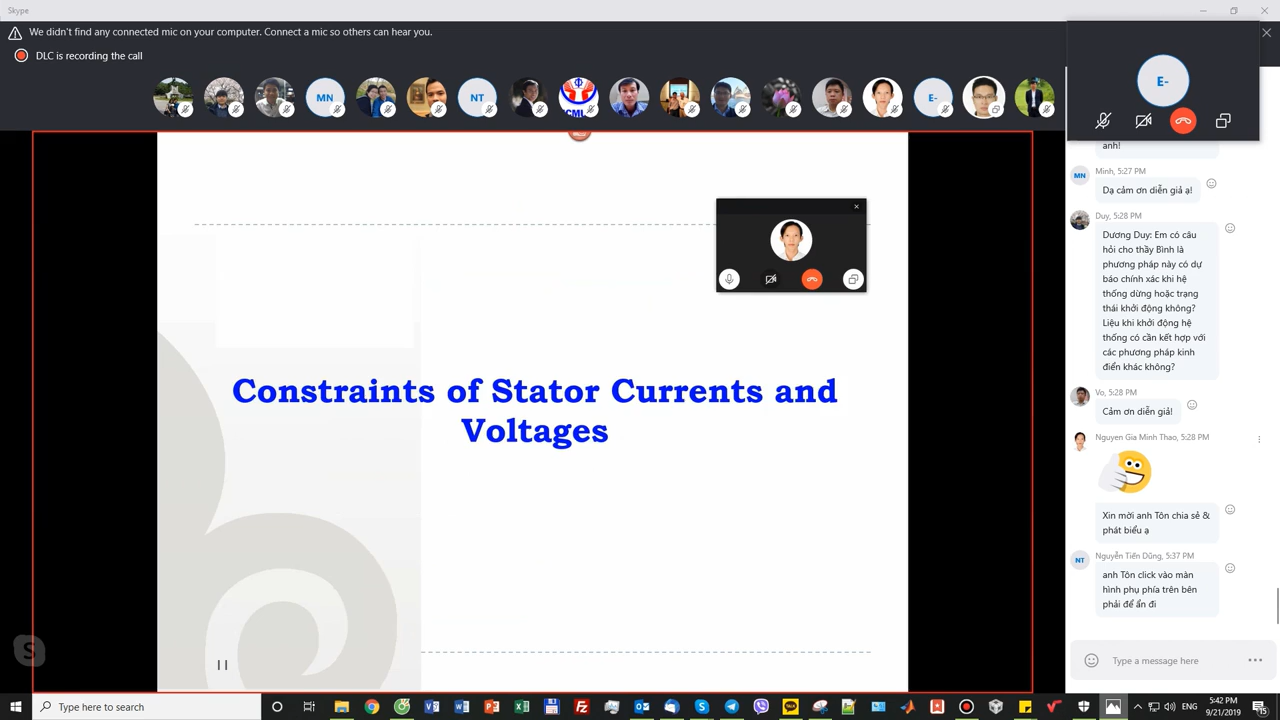 Skype
We didn't find any connected mic on your computer. Connect a mic so others can hear you.
DLC is recording the call
MN
NT
CML
E-
E-
anh!
Minh, 5:27 PM
MN
Dạ cảm ơn diễn giả ạ!
Duy, 5:28 PM
Dương Duy: Em có câu
hỏi cho thầy Bình là
phương pháp này có dự
báo chính xác khi hệ
thống dừng hoặc trạng
thái khởi động không?
Liệu khi khởi động hệ
thống có cần kết hợp với
các phương pháp kinh
điển khác không?
Vo, 5:28 PM
Cảm ơn diễn giả!
Nguyen Gia Minh Thao, 5:28 PM
Xin mời anh Tôn chia sẻ &
phát biểu ạ
Nguyễn Tiến Dũng, 5:37 PM
NT
anh Tôn click vào màn
hình phụ phía trên bên
phải để ẩn đi
Constraints of Stator Currents and
Voltages
11
Type a message here
Type here to search
ENG
5:42 PM
9/21/2019
15